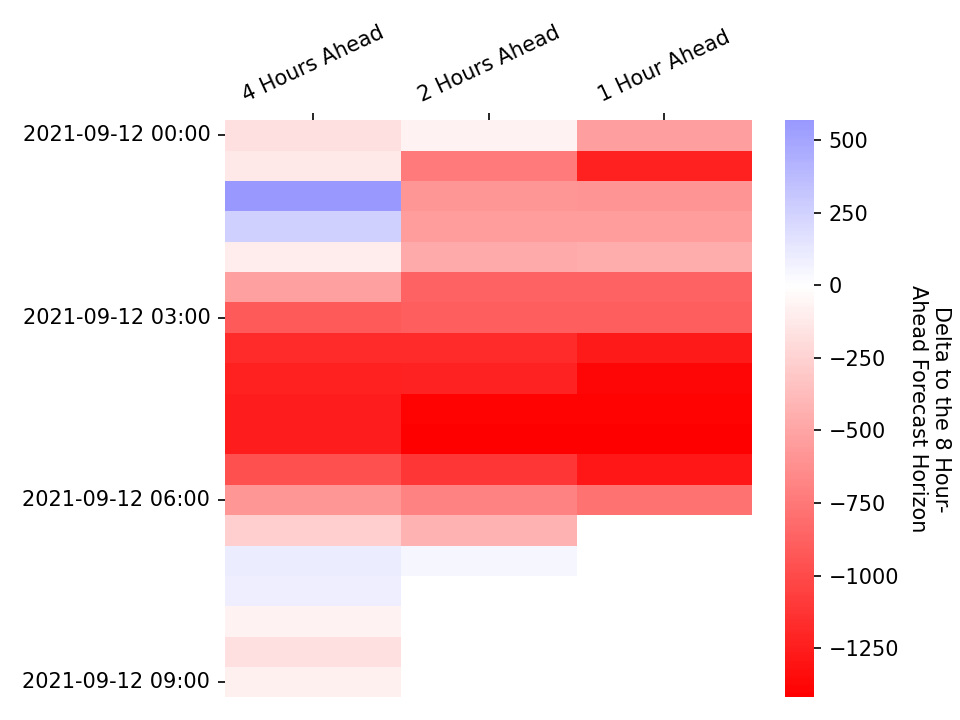 4 Hours Ahead
2 Hours Ahead
1 Hour Ahead
2021-09-12 00:00
2021-09-12 03:00
2021-09-12 06:00
2021-09-12 09:00
500
250
0
−250
−500
−750
−1000
−1250
Delta to the 8 Hour-
Ahead Forecast Horizon